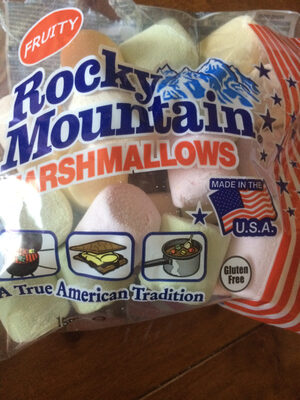 FRUITY
Rocky
Mountain®
MARSHMALLOWS
MADE IN THE
U.S.A.
Gluten
Free
A True American Tradition